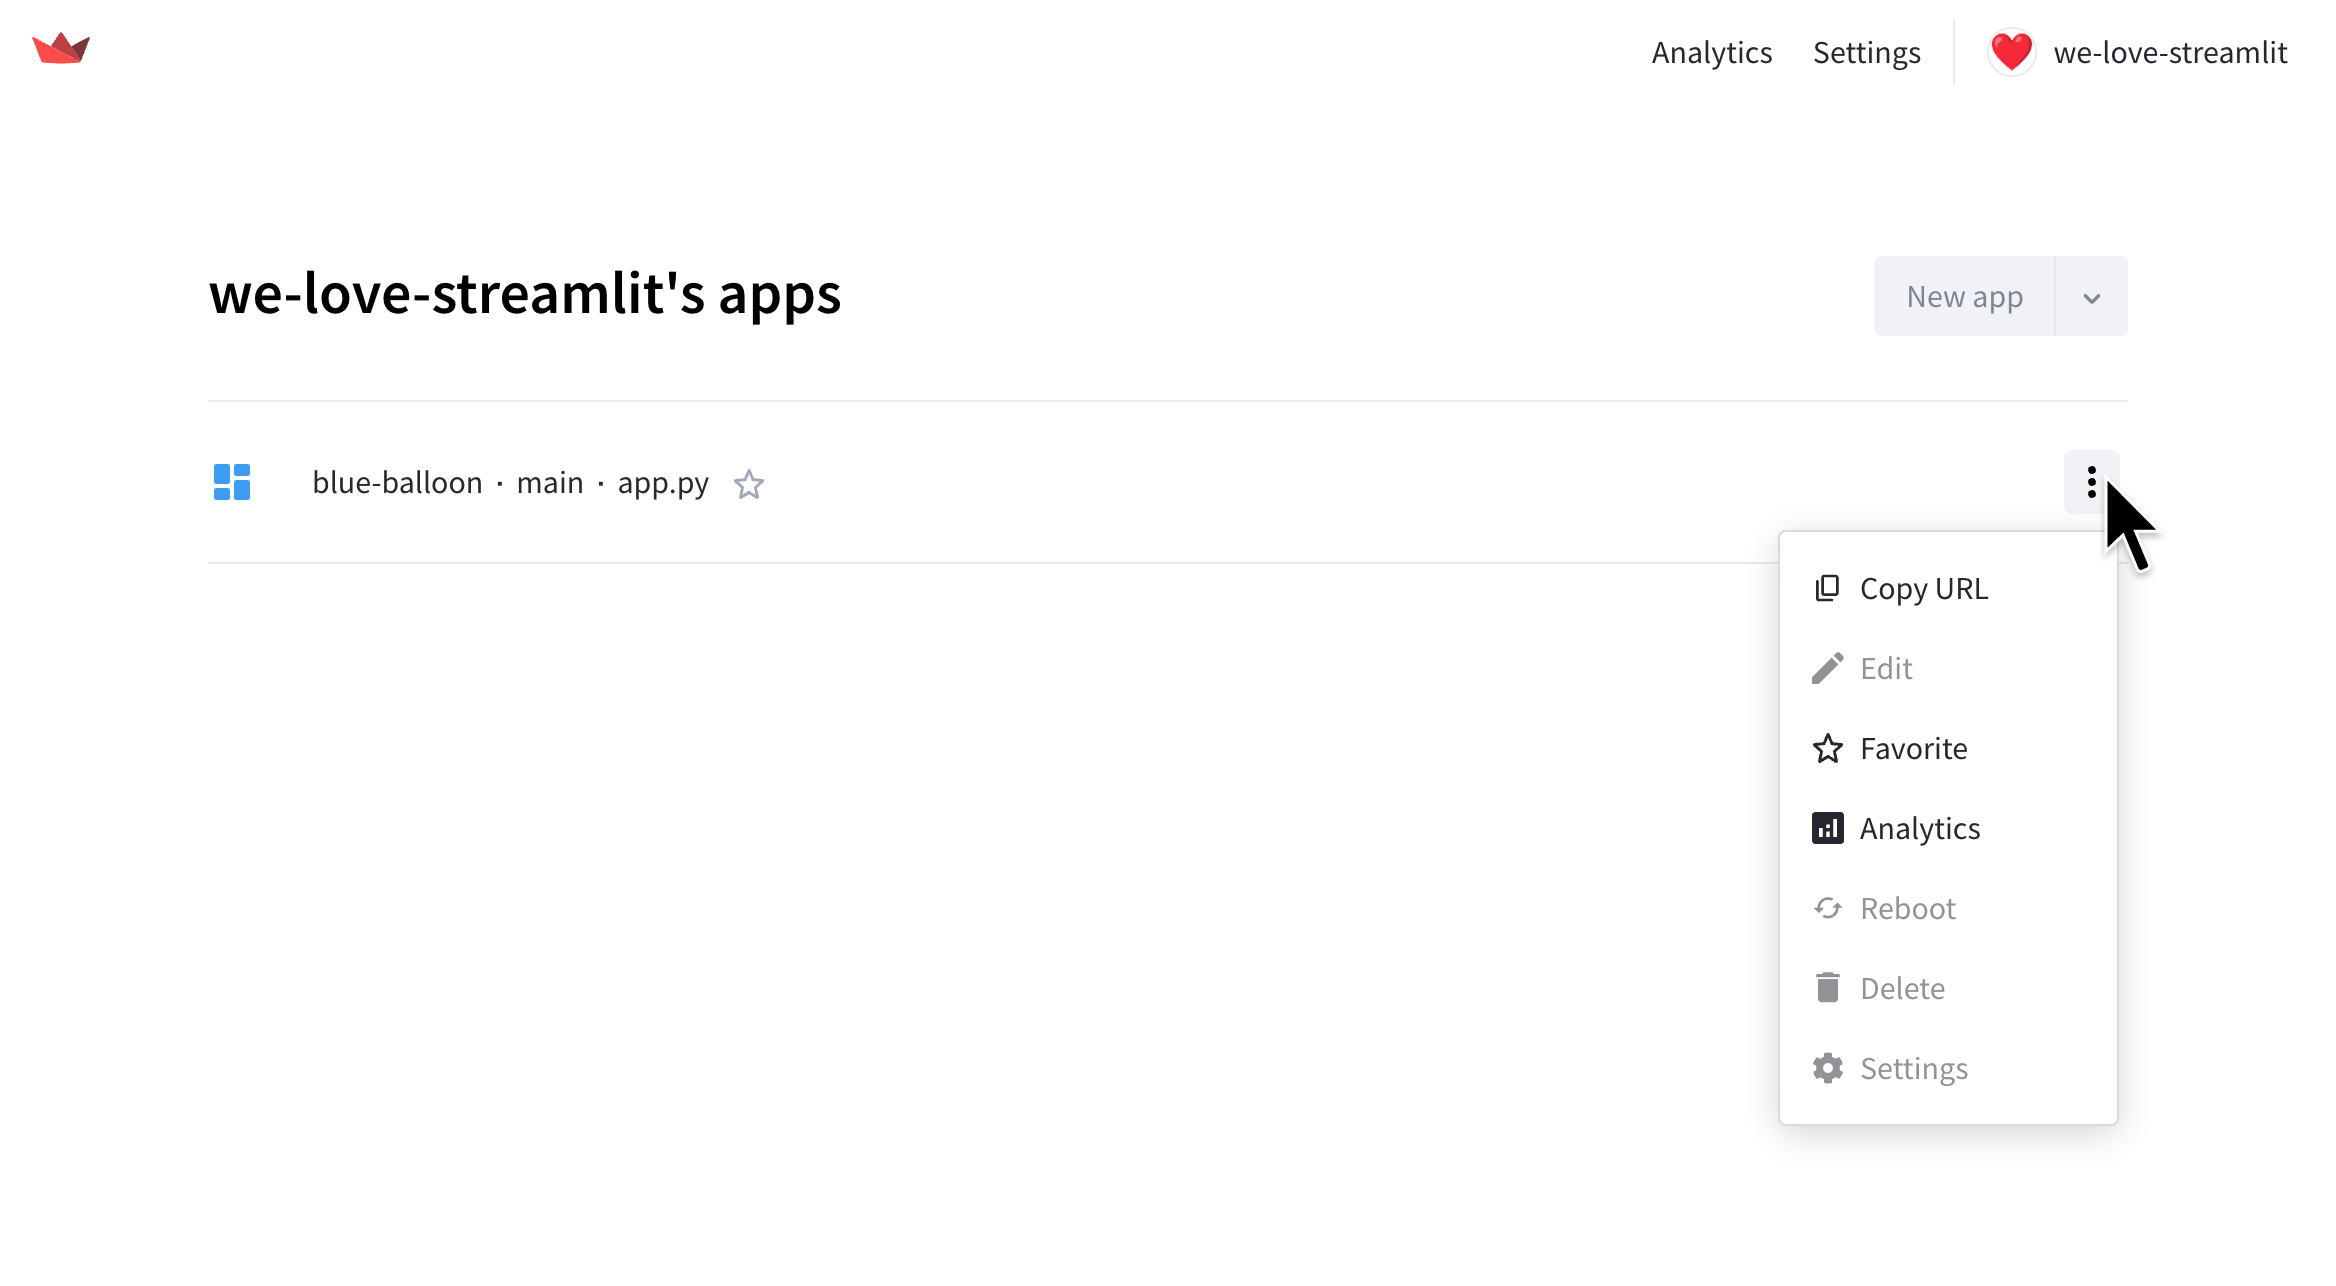 Analytics Settings we-love-streamlit
we-love-streamlit's apps
New app
blue-balloon · main · app.py
Copy URL
Edit
Favorite
Analytics
Reboot
Delete
Settings